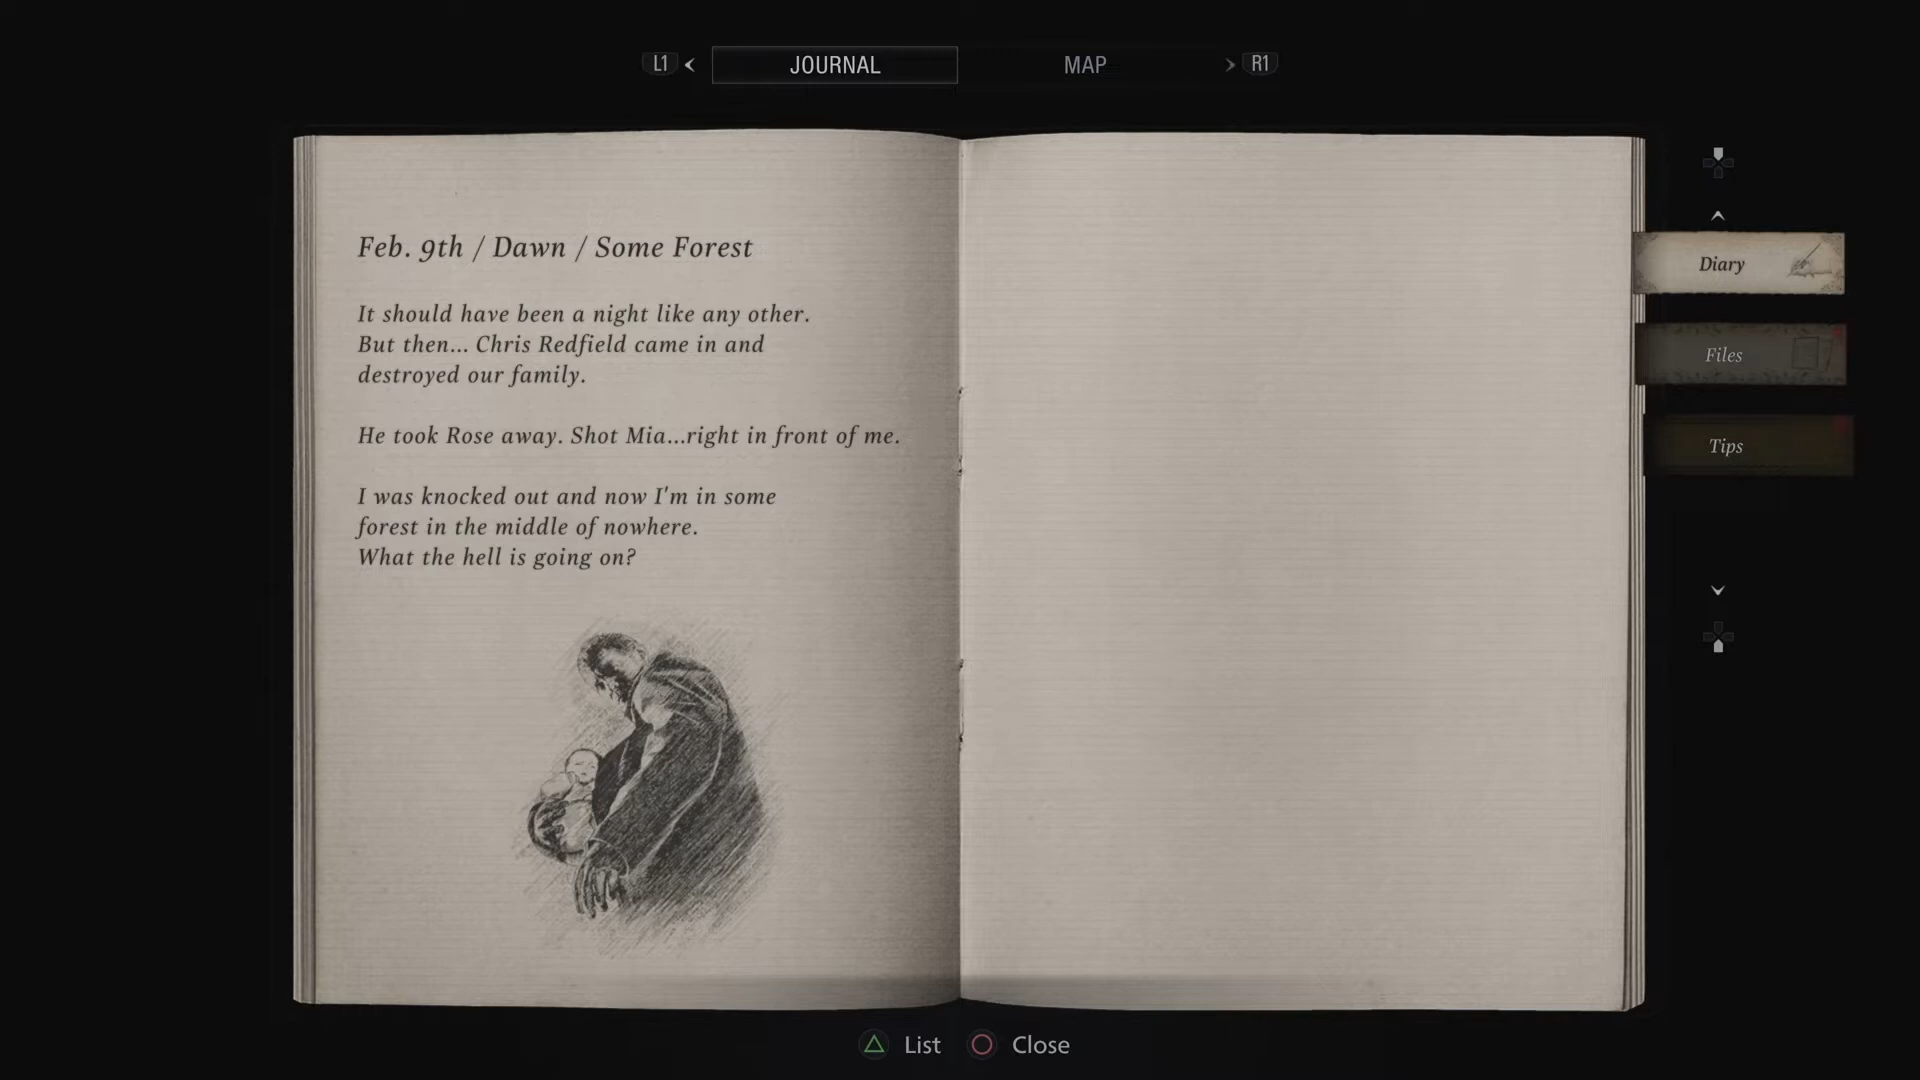 L1 JOURNAL MAP R1
Feb. 9th / Dawn / Some Forest
It should have been a night like any other.
But then... Chris Redfield came in and
destroyed our family.
He took Rose away. Shot Mia...right in front of me.
I was knocked out and now I'm in some
forest in the middle of nowhere.
What the hell is going on?
Diary
Files
Tips
List Close